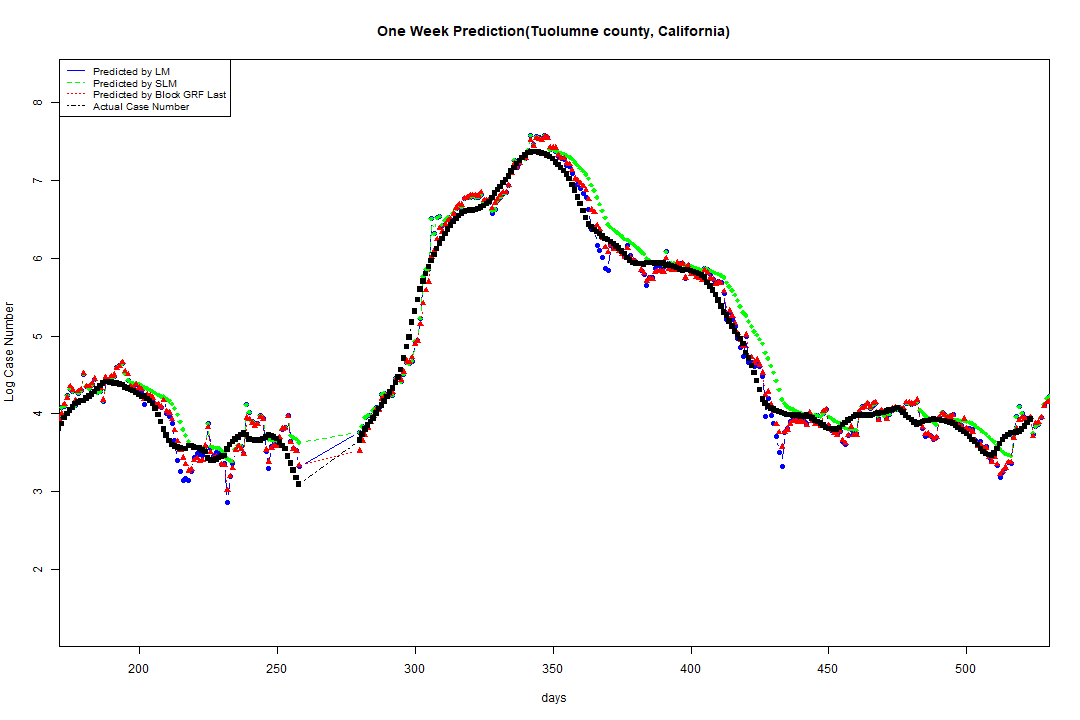 One Week Prediction(Tuolumne county, California)
Predicted by LM
Predicted by SLM
Predicted by Block GRF Last
Actual Case Number
8
7
6
5
4
3
2
Log Case Number
200 250 300 350 400 450 500
days